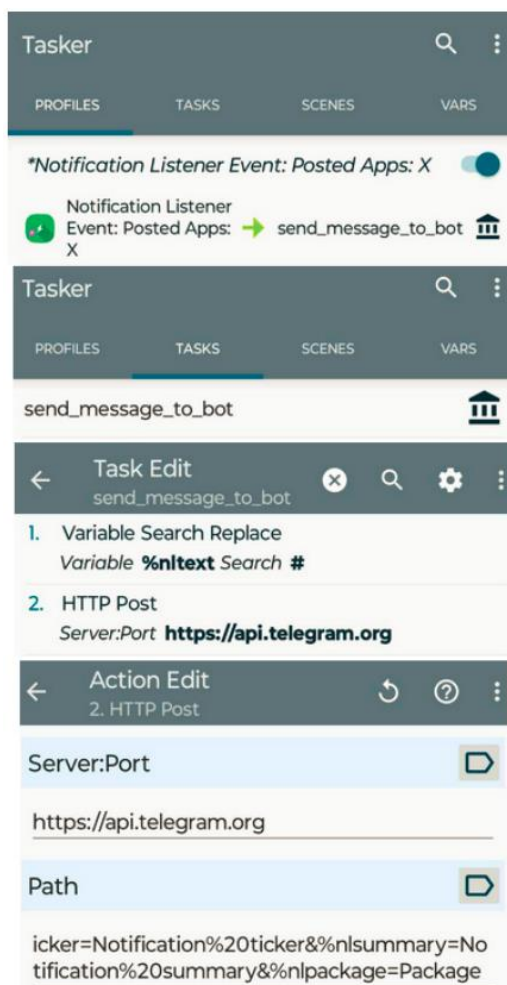 Tasker
PROFILES TASKS SCENES VARS
*Notification Listener Event: Posted Apps: X
Notification Listener
Event: Posted Apps: send_message_to_bot
X
Tasker
PROFILES TASKS SCENES VARS
send_message_to_bot
Task Edit
send_message_to_bot
1. Variable Search Replace
Variable %nltext Search #
2. HTTP Post
Server:Port https://api.telegram.org
Action Edit
2. HTTP Post
Server:Port
https://api.telegram.org
Path
icker=Notification%20ticker&%nlsummary=No
tification%20summary&%nlpackage=Package